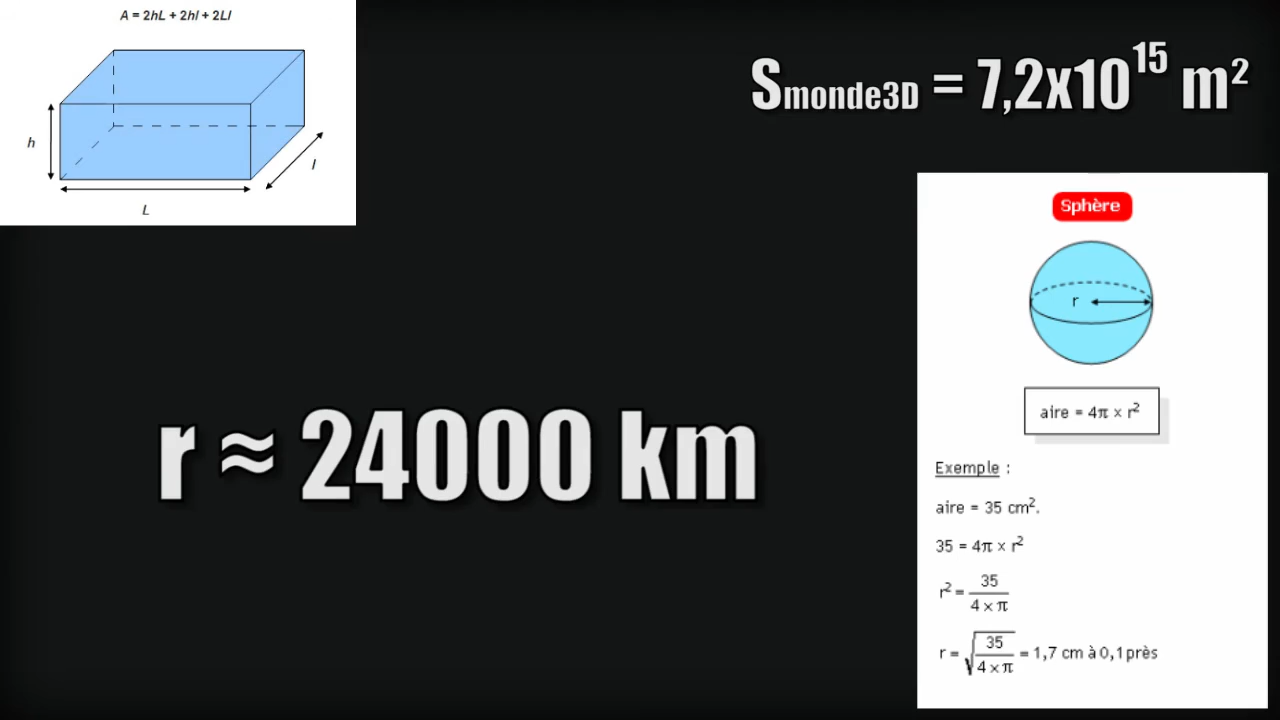 A = 2hL + 2hl + 2Ll
h
l
L
Smonde3D = 7,2x10¹⁵ m²
r ≈ 24000 km
Sphère
r
aire = 4π × r²
Exemple :
aire = 35 cm².
35 = 4π × r²
r² = 35 / 4 × π
r = √(35 / 4 × π) = 1,7 cm à 0,1 près